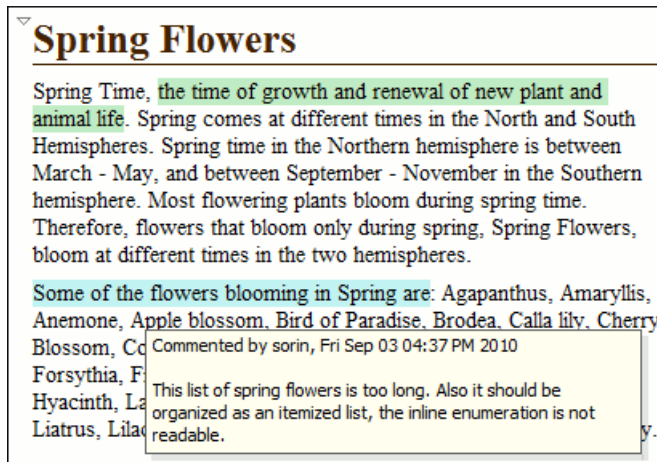 Spring Flowers
Spring Time, the time of growth and renewal of new plant and
animal life. Spring comes at different times in the North and South
Hemispheres. Spring time in the Northern hemisphere is between
March - May, and between September - November in the Southern
hemisphere. Most flowering plants bloom during spring time.
Therefore, flowers that bloom only during spring, Spring Flowers,
bloom at different times in the two hemispheres.
Some of the flowers blooming in Spring are: Agapanthus, Amaryllis,
Anemone, Apple blossom, Bird of Paradise, Brodea, Calla lily, Cherry
Blossom,
Commented by sorin, Fri Sep 03 04:37 PM 2010
Forsythia,
This list of spring flowers is too long. Also it should be
Hyacinth,
organized as an itemized list, the inline enumeration is not
Liatrus,
readable.